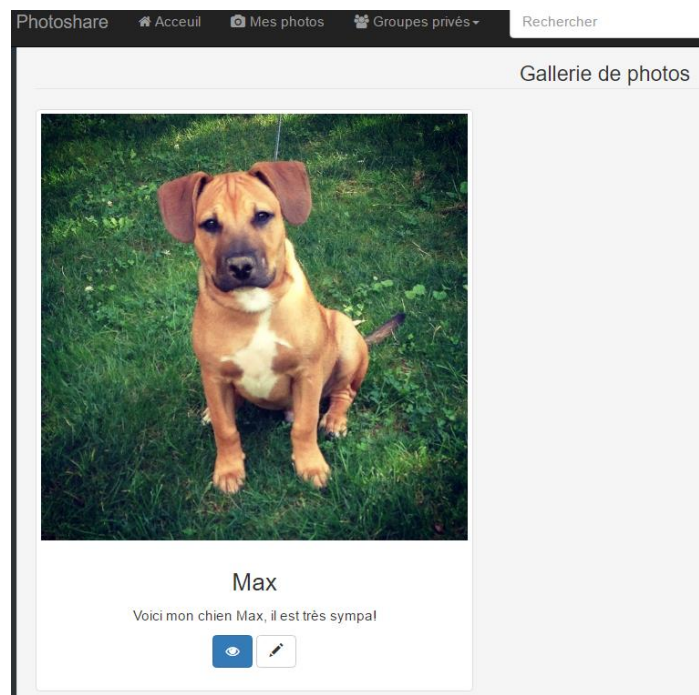 Photoshare Acceuil Mes photos Groupes privés Rechercher
Gallerie de photos
Max
Voici mon chien Max, il est très sympa!